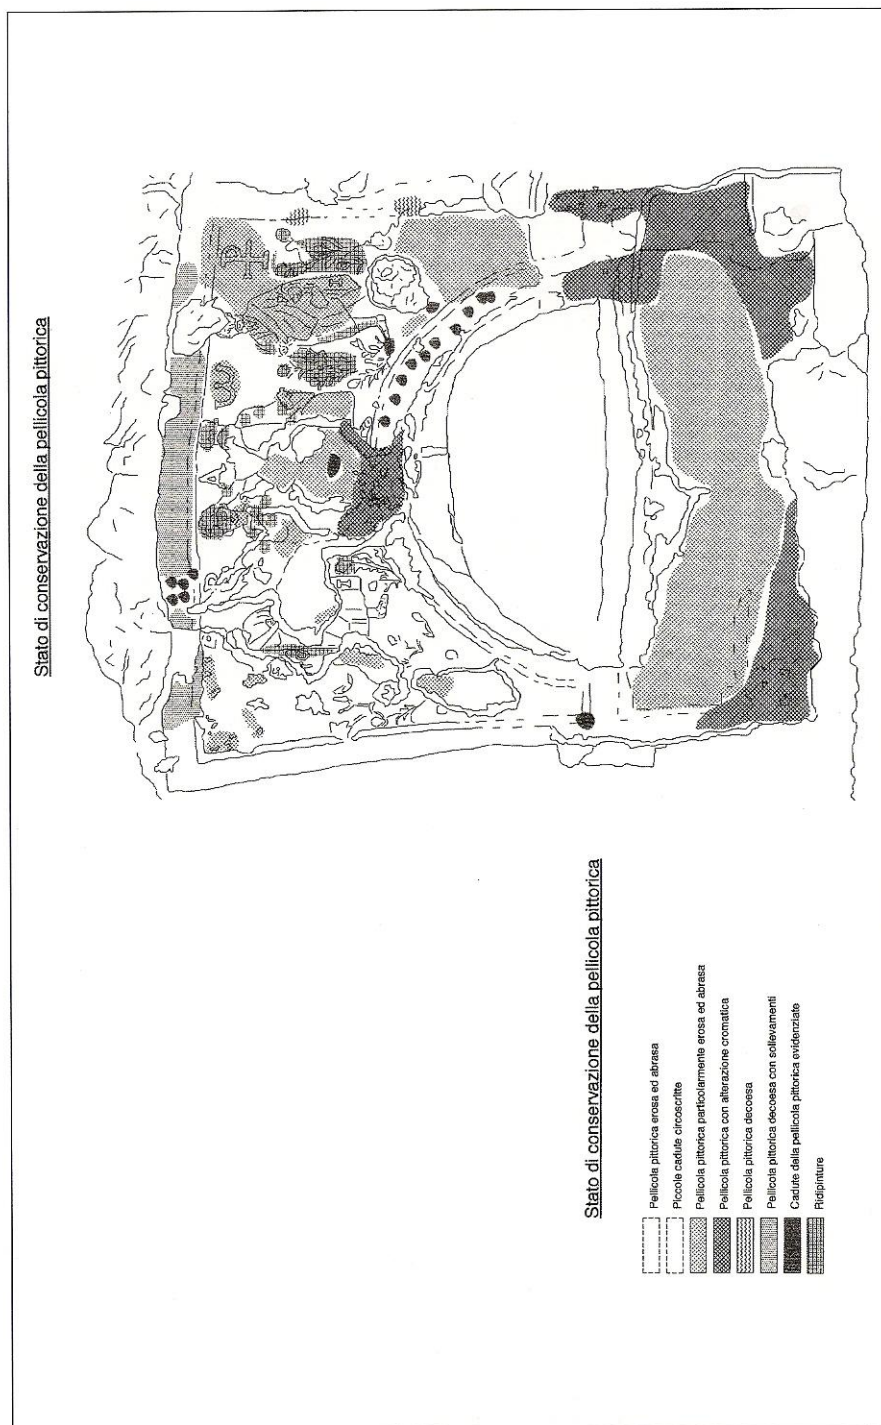 Stato di conservazione della pellicola pittorica
Stato di conservazione della pellicola pittorica
Pellicola pittorica erosa ed abrasa
Piccole cadute circoscritte
Pellicola pittorica particolarmente erosa ed abrasa
Pellicola pittorica con alterazione cromatica
Pellicola pittorica decoesa
Pellicola pittorica decoesa con sollevamenti
Cadute della pellicola pittorica evidenziate
Ridipinture